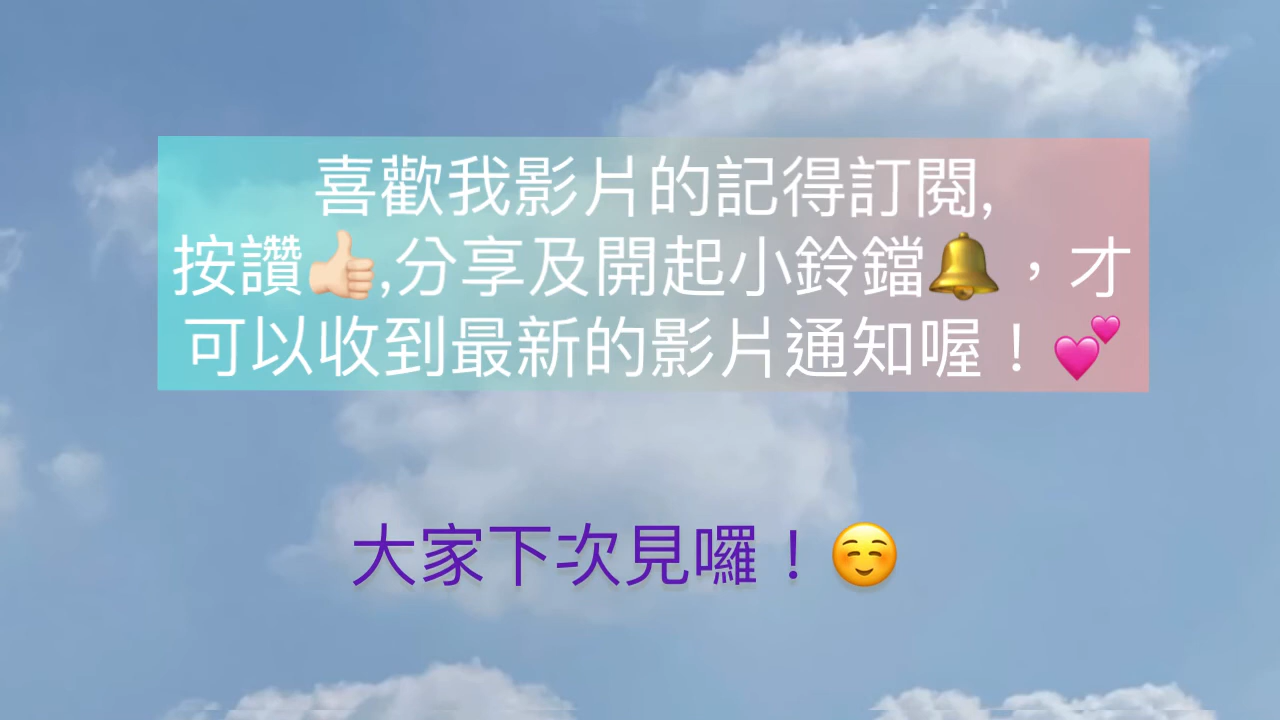 喜歡我影片的記得訂閱,
按讚👍🏻,分享及開起小鈴鐺🔔，才
可以收到最新的影片通知喔！💕
大家下次見囉！☺️